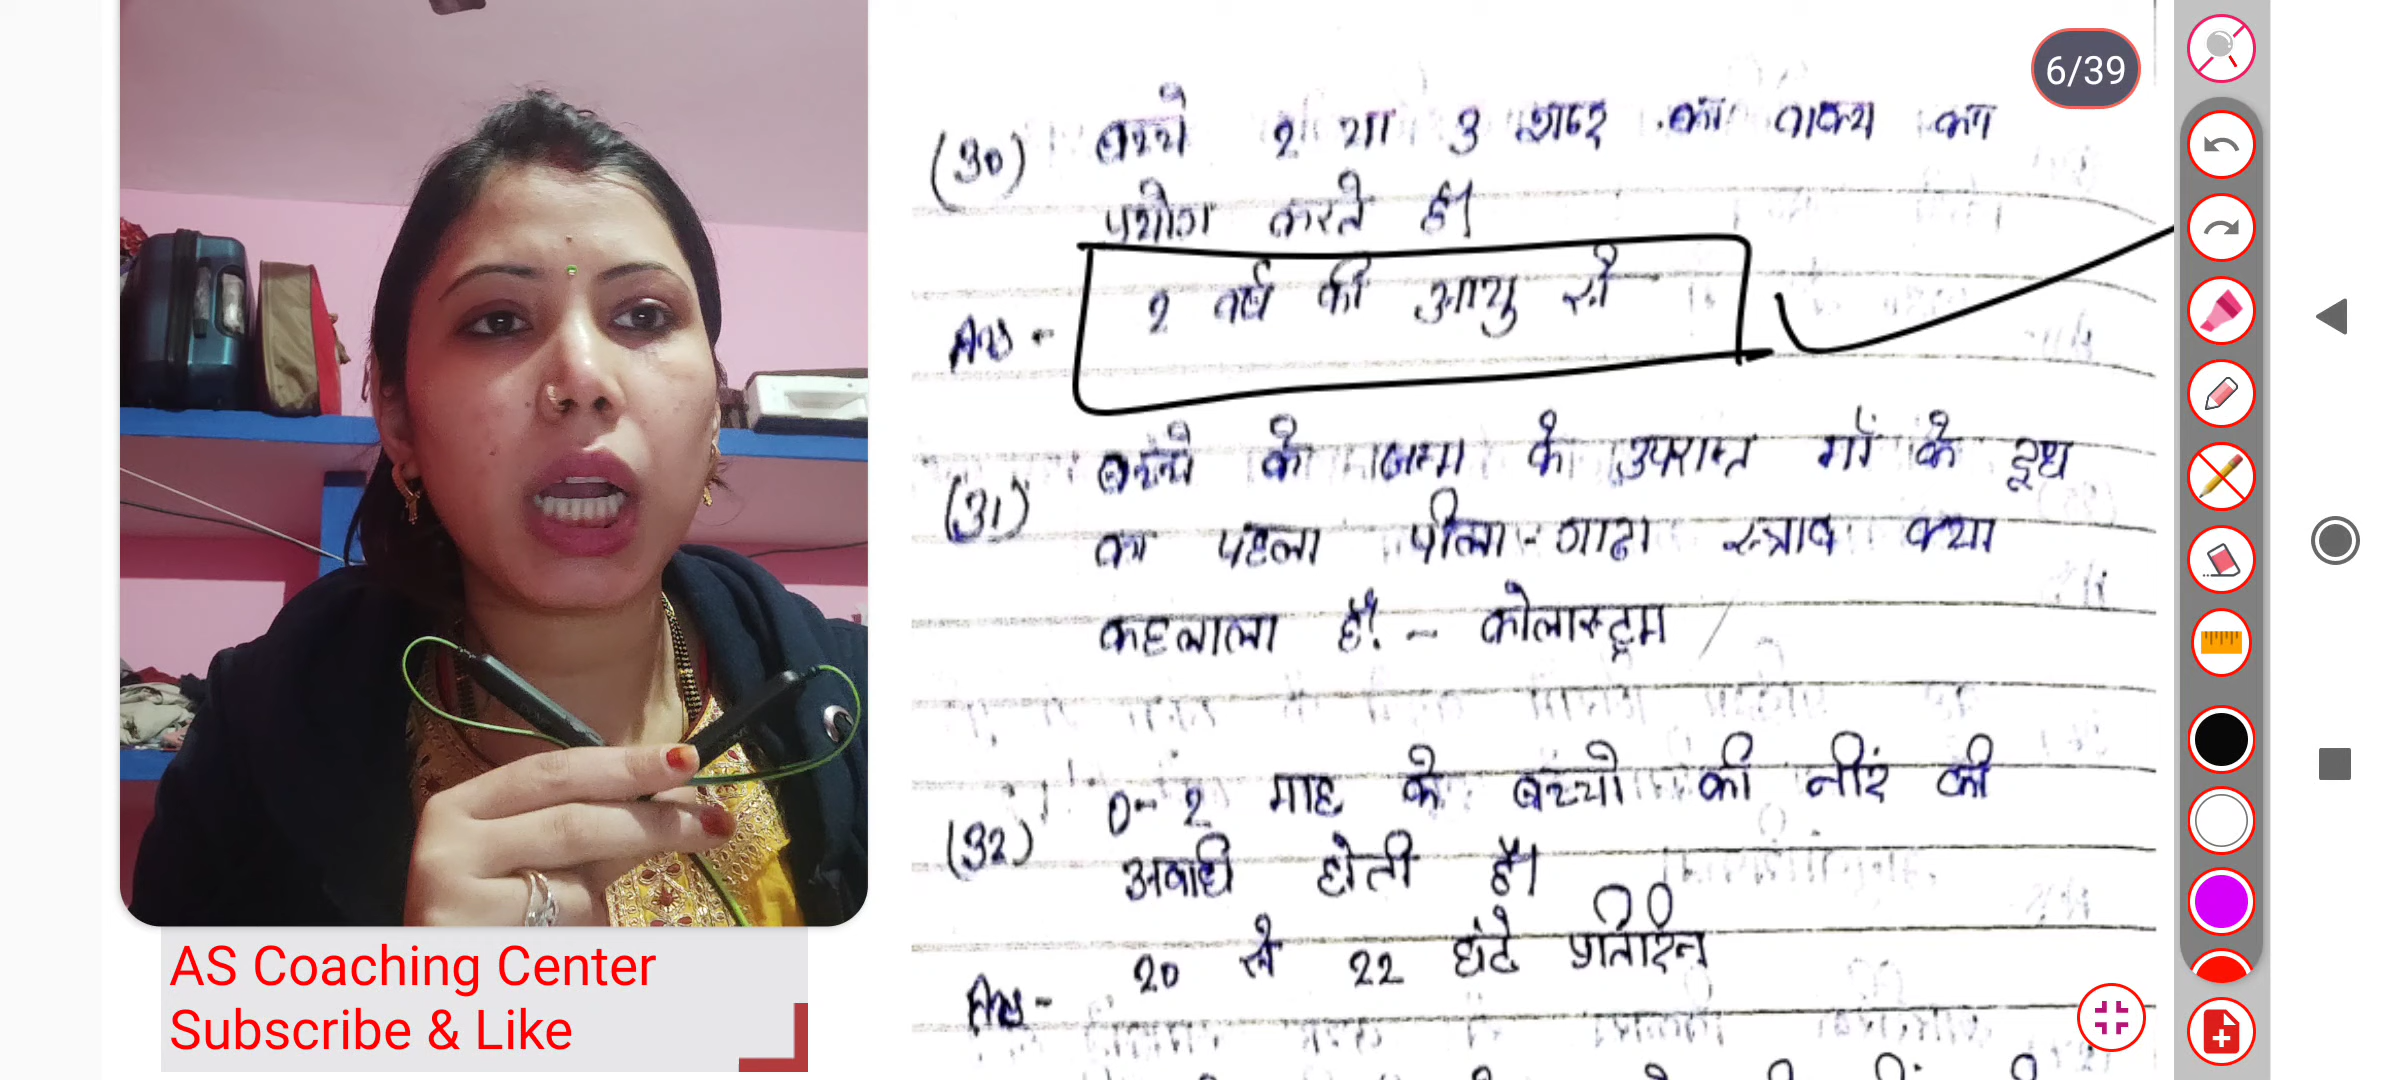 6/39
(30) बच्चे 2 या 3 शब्द का वाक्य का
प्रयोग करते हैं।
Ans - 2 वर्ष की आयु से
(31) बच्चे के जन्म के उपरान्त माँ के दूध
का पहला पीला-गाढा स्त्राव क्या
कहलाता है? - कोलास्ट्रम
(32) 0-2 माह के बच्चो की नींद की
अवधि होती है।
Ans - 20 से 22 घंटे प्रतिदिन
AS Coaching Center
Subscribe & Like